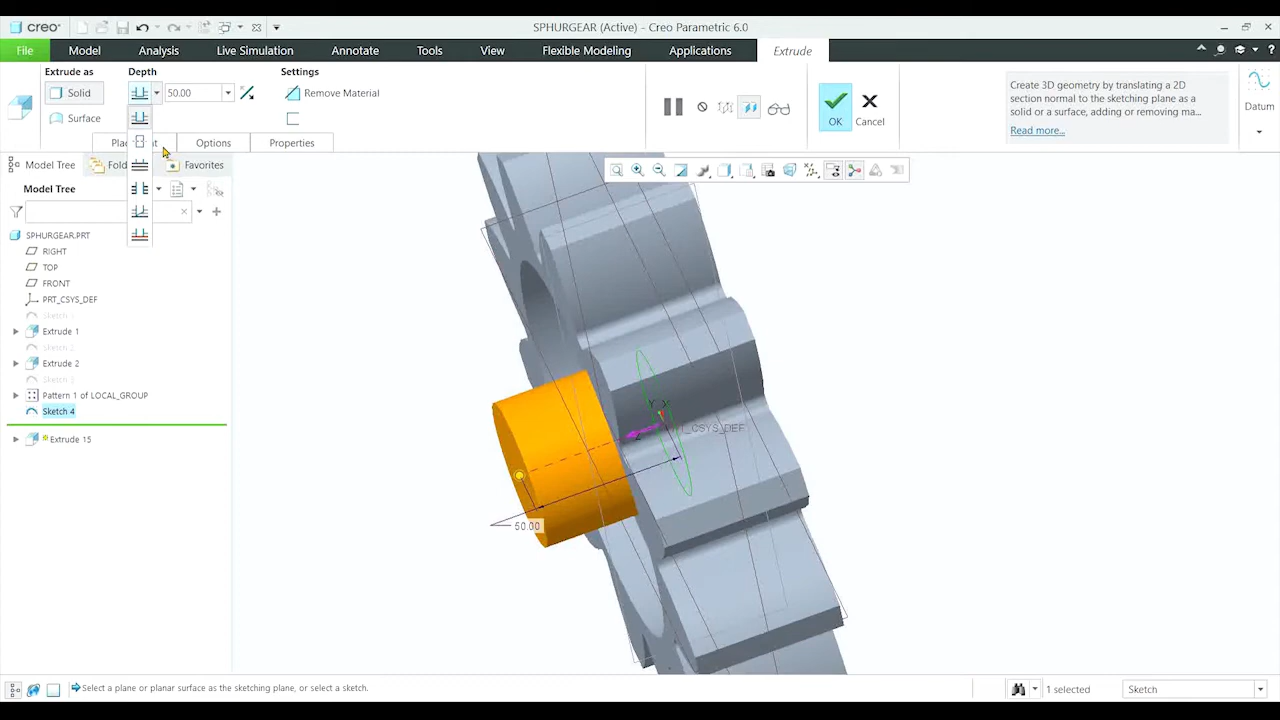 creo
SPHURGEAR (Active) - Creo Parametric 6.0
File Model Analysis Live Simulation Annotate Tools View Flexible Modeling Applications Extrude
Extrude as Depth Settings
Solid 50.00 Remove Material
Surface
OK Cancel
Create 3D geometry by translating a 2D
section normal to the sketching plane as a
solid or a surface, adding or removing ma...
Read more...
Datum
Options Properties
Model Tree Favorites
Model Tree
SPHURGEAR.PRT
RIGHT
TOP
FRONT
PRT_CSYS_DEF
Extrude 1
Extrude 2
Pattern 1 of LOCAL_GROUP
Sketch 4
Extrude 15
50.00
Select a plane or planar surface as the sketching plane, or select a sketch.
1 selected
Sketch